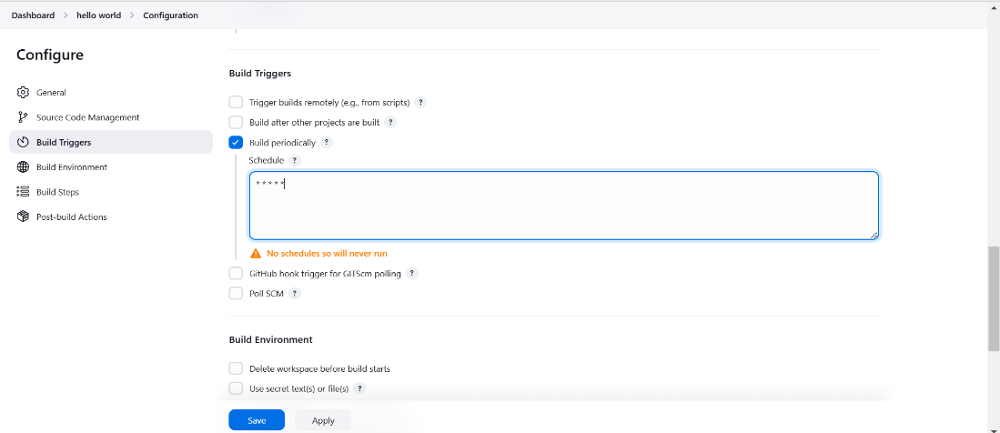 Dashboard > hello world > Configuration
Configure
General
Source Code Management
Build Triggers
Build Environment
Build Steps
Post-build Actions
Build Triggers
Trigger builds remotely (e.g., from scripts) ?
Build after other projects are built ?
Build periodically ?
Schedule ?
* * * * *
No schedules so will never run
GitHub hook trigger for GITScm polling ?
Poll SCM ?
Build Environment
Delete workspace before build starts
Use secret text(s) or file(s) ?
Save Apply